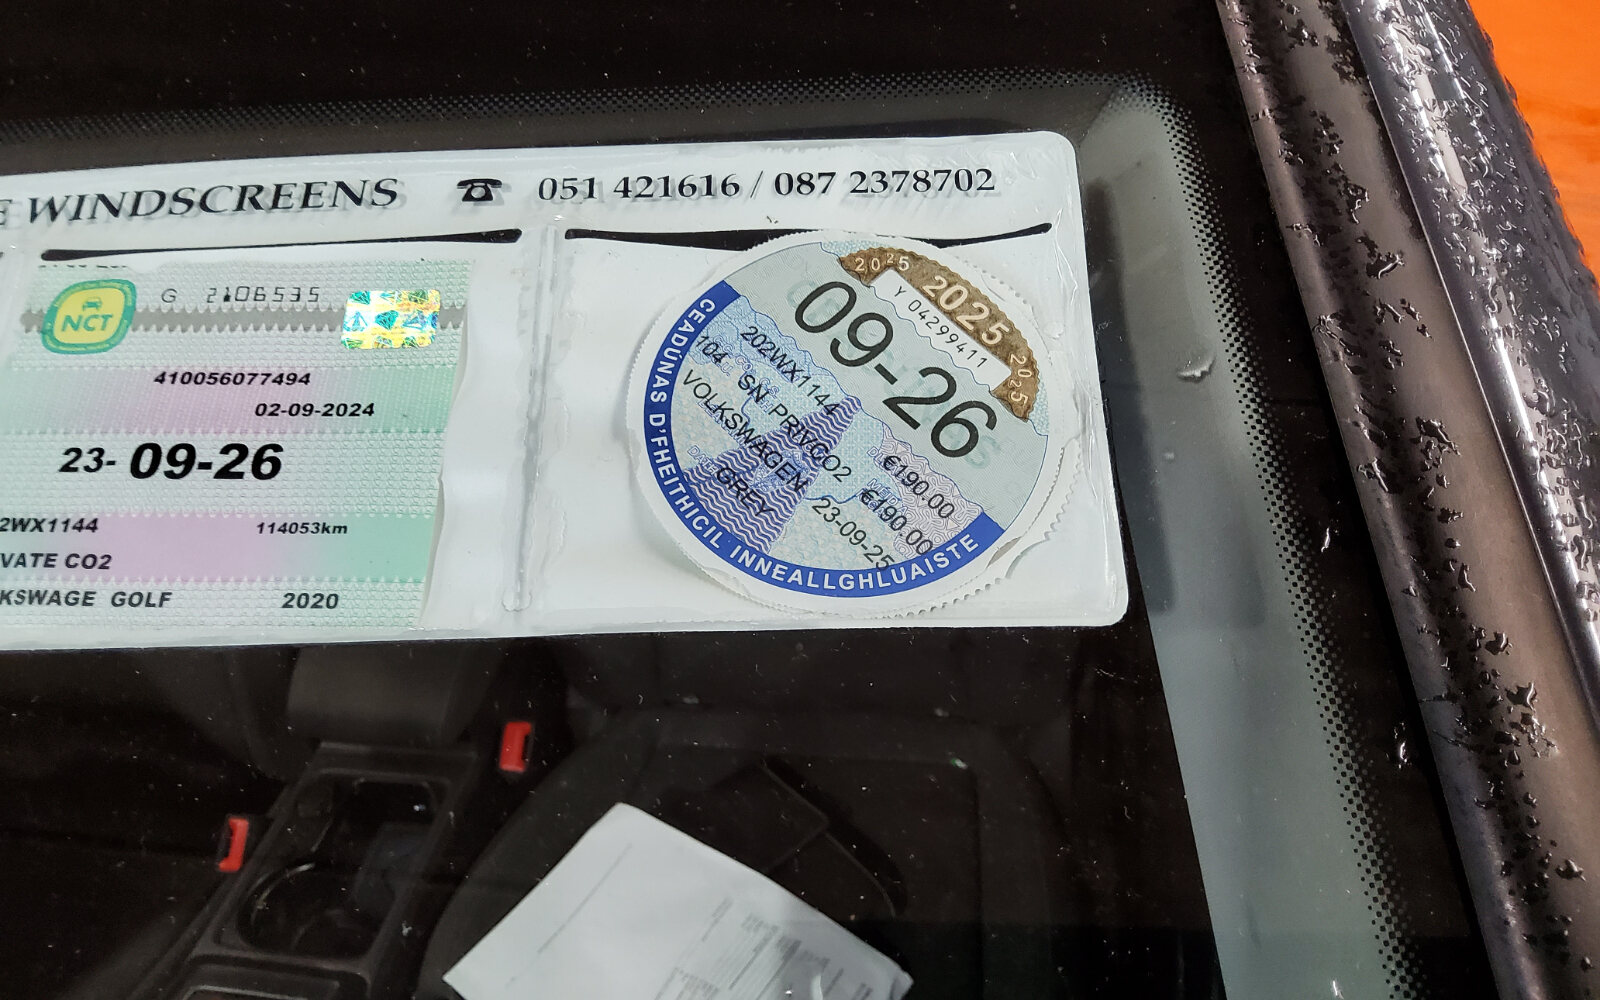 WINDSCREENS ☎ 051 421616 / 087 2378702
NCT
G 2106535
410056077494
02-09-2024
23-09-26
2WX1144 114053km
VATE CO2
KSWAGE GOLF 2020
2025 2025 2025
Y 04299411
09-26
202WX1144
104 SN PRIVCO2 €190.00
VOLKSWAGEN €190.00
GREY 23-09-25
CEADÚNAS D'FHEITHICIL INNEALLGHLUAISTE